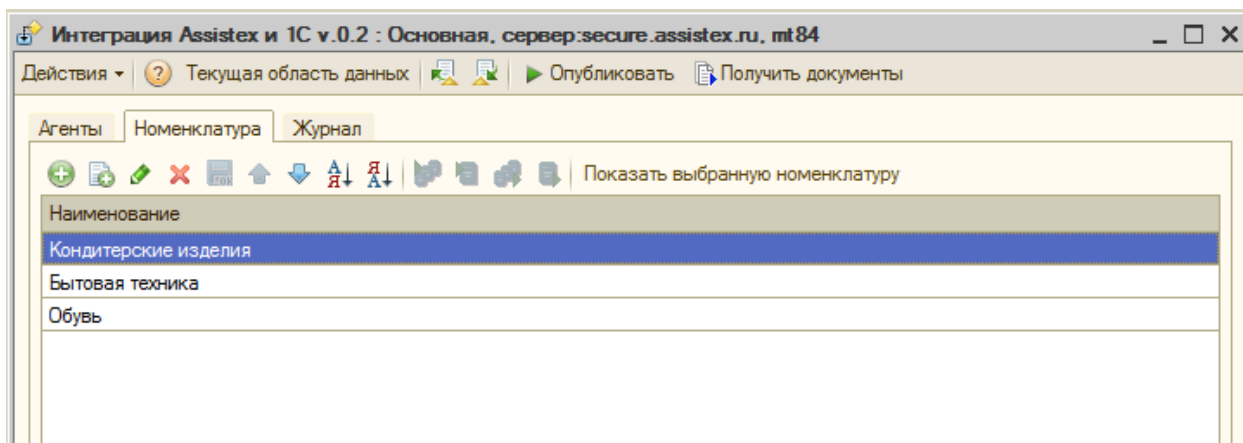 Интеграция Assistex и 1С v.0.2 : Основная, сервер:secure.assistex.ru, mt84
Действия Текущая область данных Опубликовать Получить документы
Агенты Номенклатура Журнал
Показать выбранную номенклатуру
Наименование
Кондитерские изделия
Бытовая техника
Обувь